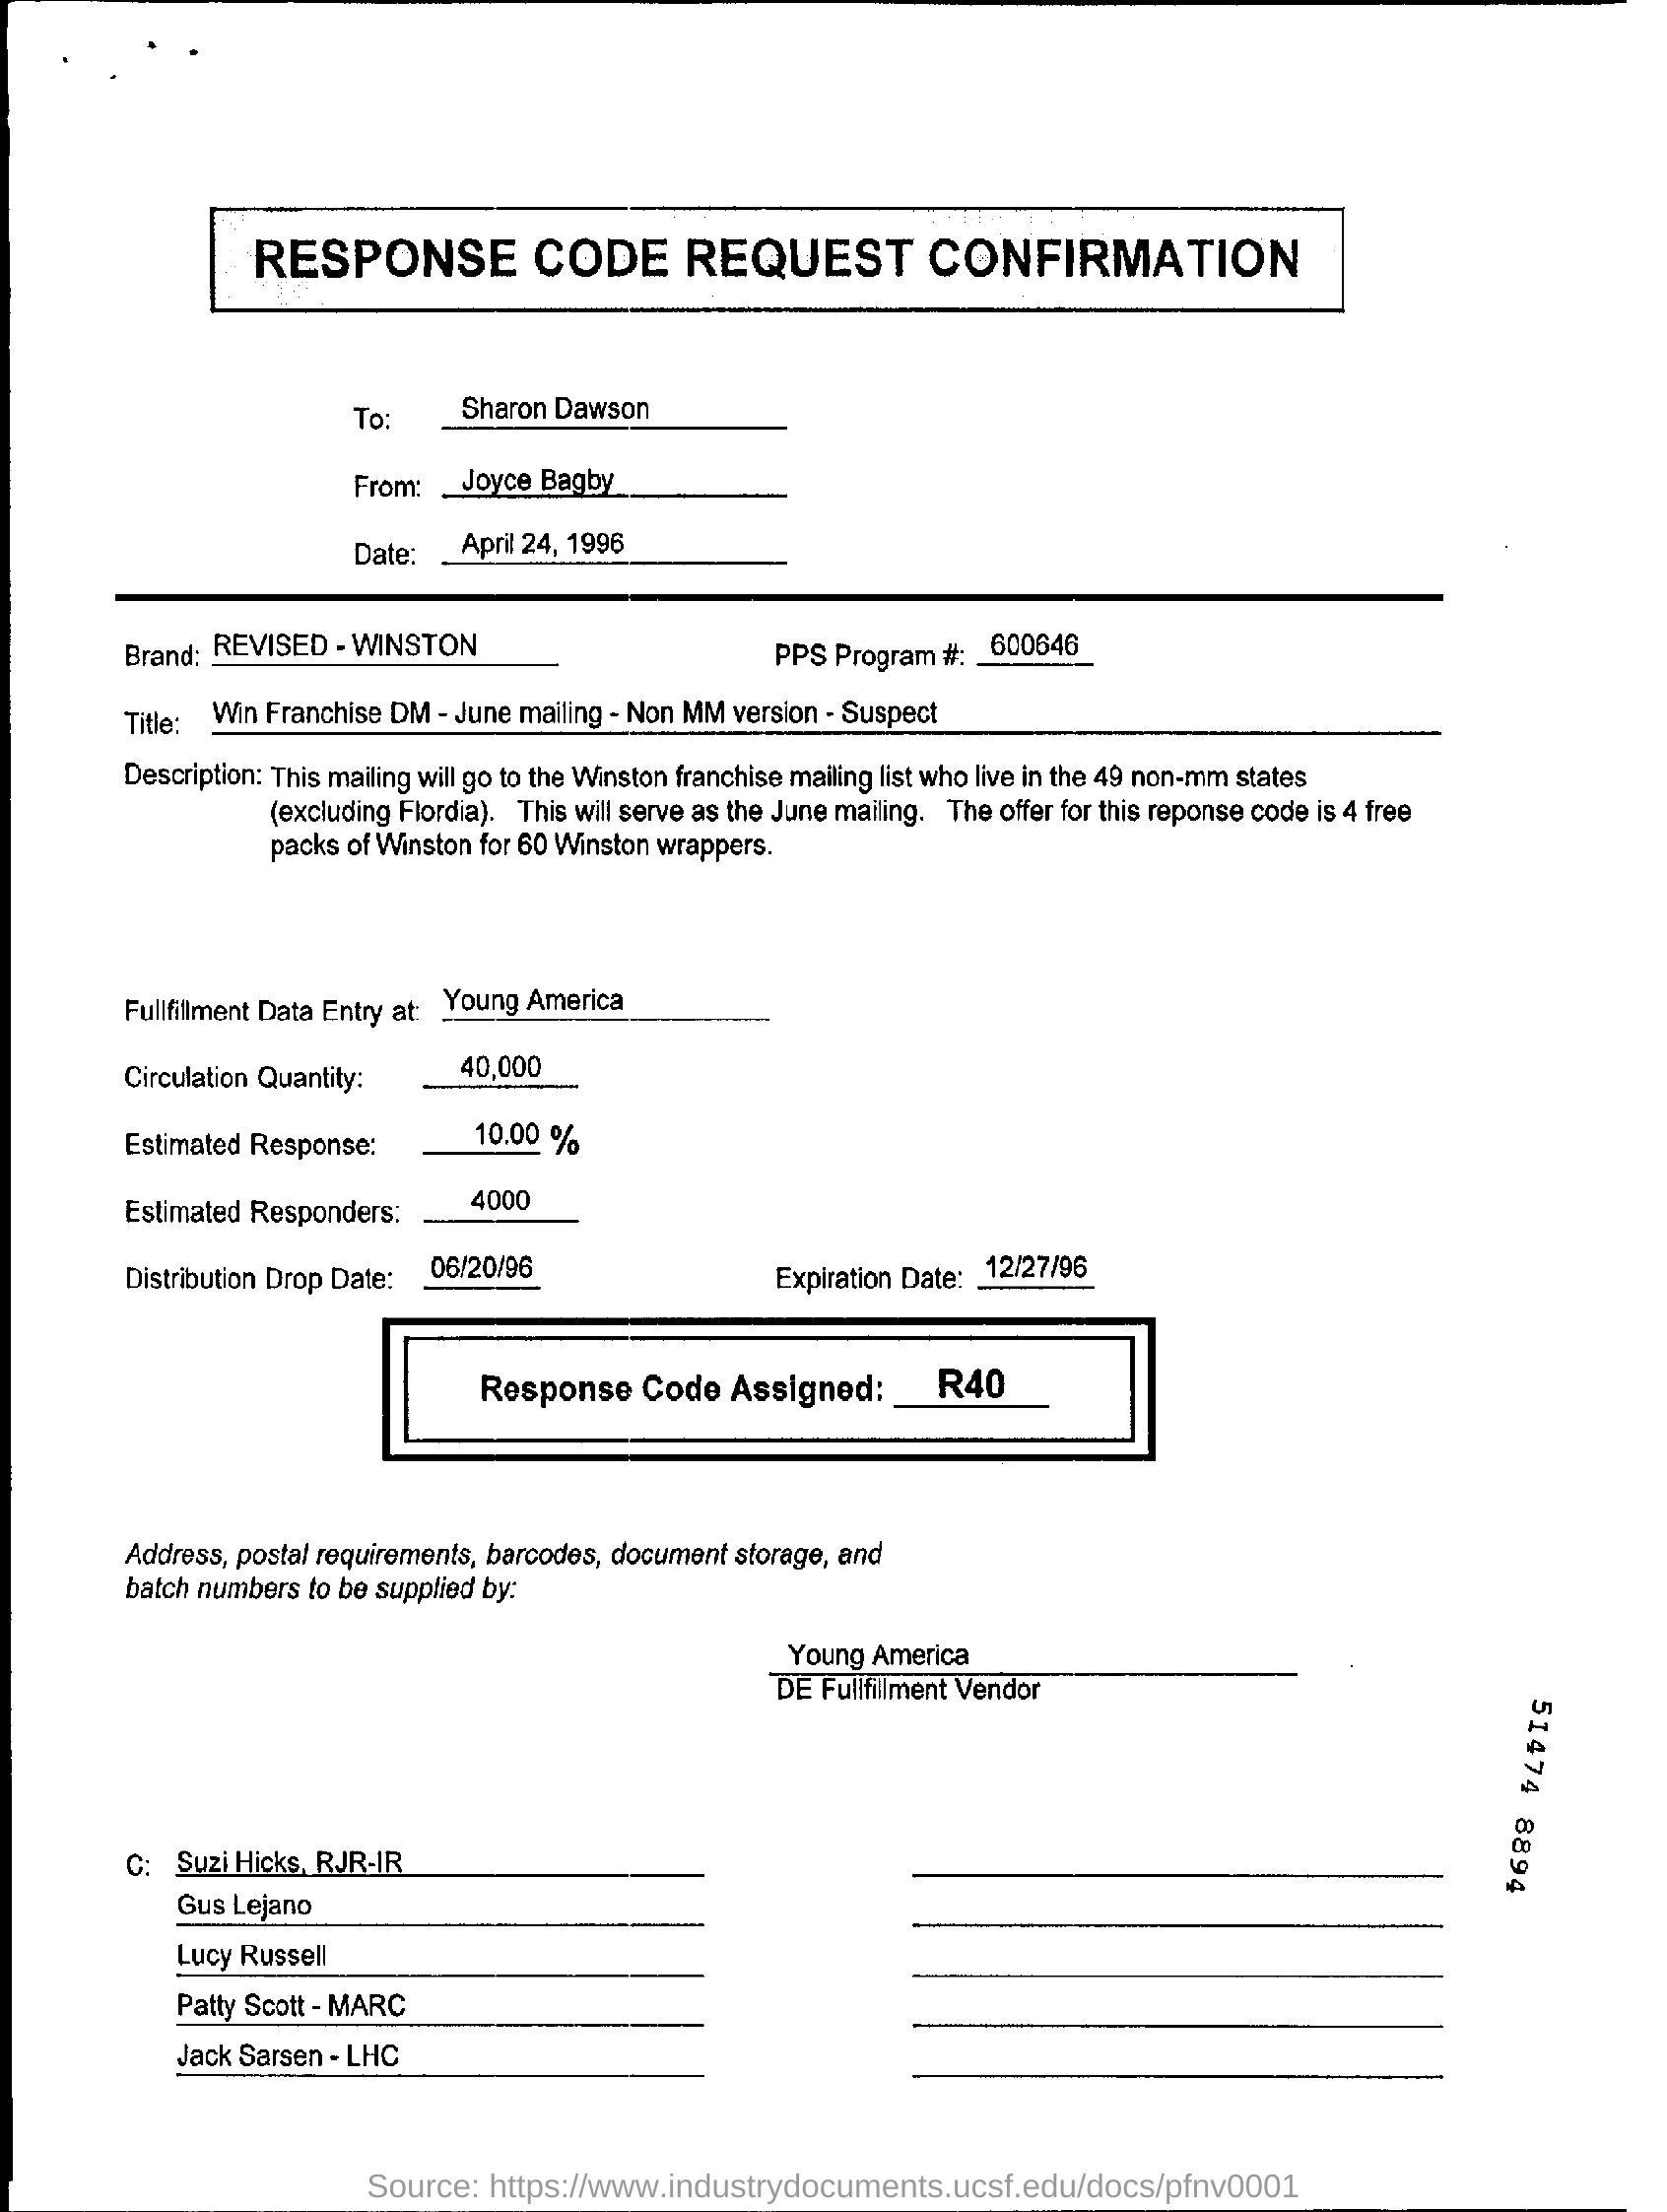 RESPONSE CODE REQUEST CONFIRMATION
To: Sharon Dawson
From: Joyce Bagby
Date: April 24, 1996
Brand: REVISED - WINSTON PPS Program #: 600646
Title: Win Franchise DM - June mailing - Non MM version - Suspect
Description: This mailing will go to the Winston franchise mailing list who live in the 49 non-mm states
(excluding Flordia). This will serve as the June mailing. The offer for this reponse code is 4 free
packs of Winston for 60 Winston wrappers.
Fullfillment Data Entry at: Young America
Circulation Quantity: 40,000
Estimated Response: 10.00 %
Estimated Responders: 4000
Distribution Drop Date: 06/20/96 Expiration Date: 12/27/96
Response Code Assigned: R40
Address, postal requirements, barcodes, document storage, and
batch numbers to be supplied by:
Young America
DE Fullfillment Vendor
51474 8894
C: Suzi Hicks, RJR-IR
Gus Lejano
Lucy Russell
Patty Scott - MARC
Jack Sarsen - LHC
Source: https://www.industrydocuments.ucsf.edu/docs/pfnv0001